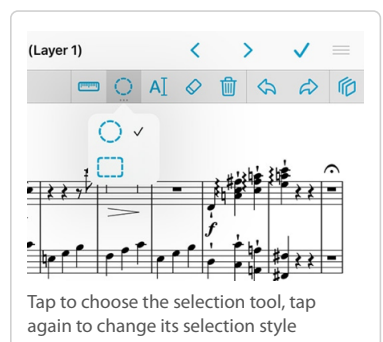 (Layer 1)
A
f
Tap to choose the selection tool, tap
again to change its selection style